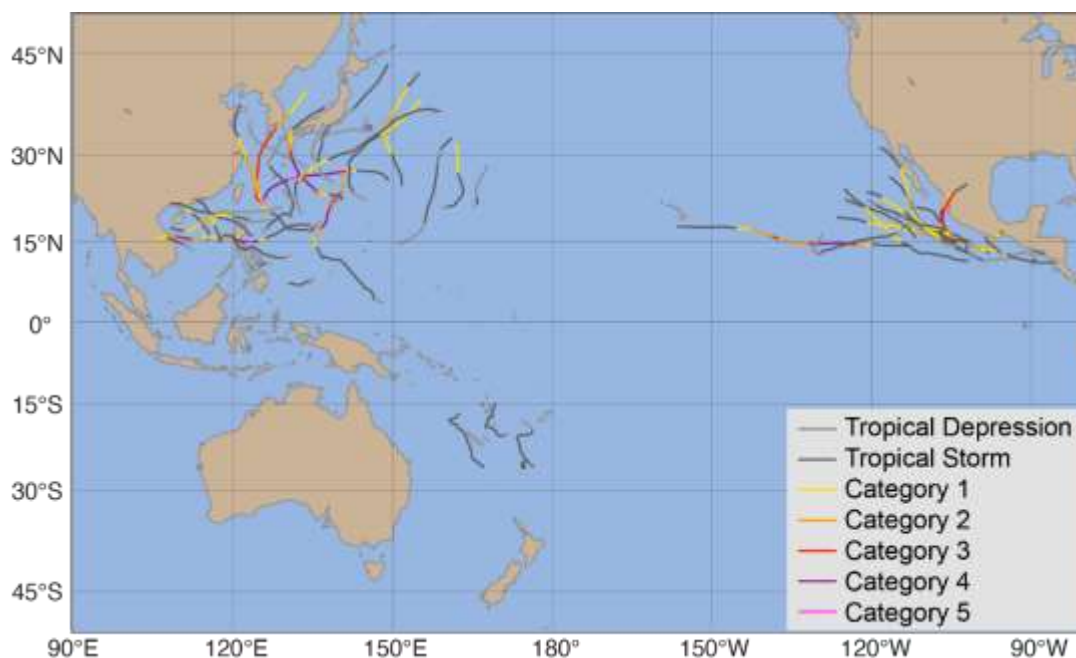 45°N
30°N
15°N
0°
15°S
30°S
45°S
90°E 120°E 150°E 180° 150°W 120°W 90°W
Tropical Depression
Tropical Storm
Category 1
Category 2
Category 3
Category 4
Category 5